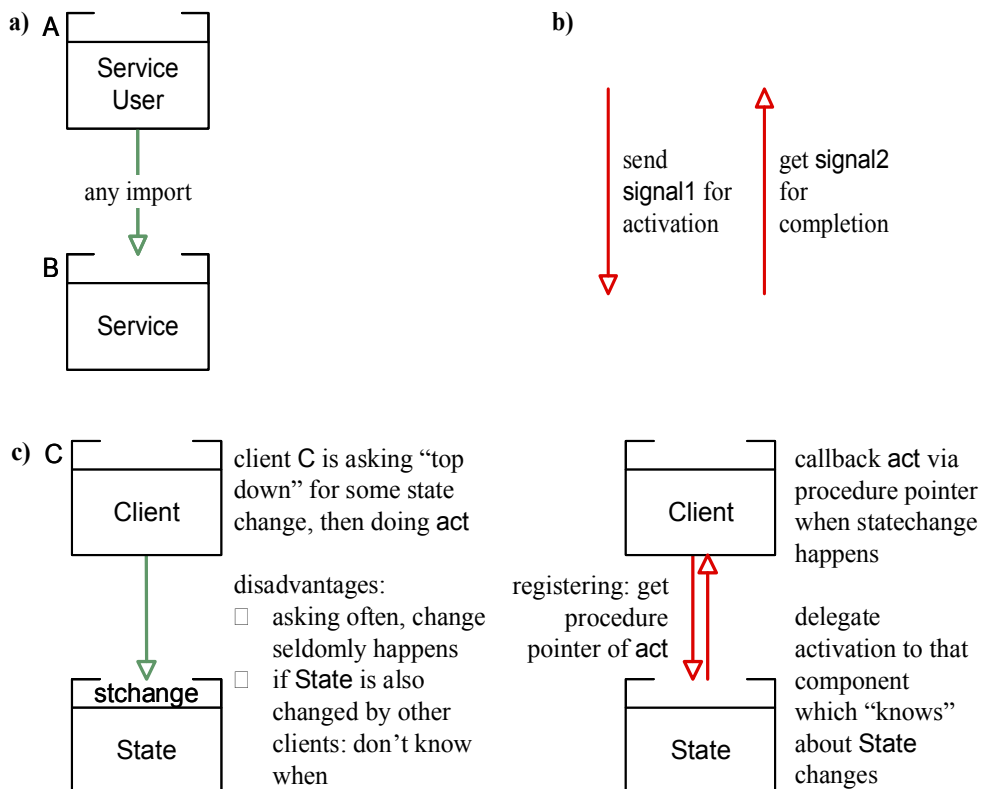 a) A
Service
User
any import
B
Service
b)
send
signal1 for
activation
get signal2
for
completion
c) C
Client
client C is asking “top
down” for some state
change, then doing act
disadvantages:
asking often, change
seldomly happens
if State is also
changed by other
clients: don’t know
when
stchange
State
Client
callback act via
procedure pointer
when statechange
happens
registering: get
procedure
pointer of act
delegate
activation to that
component
which “knows”
about State
changes
State